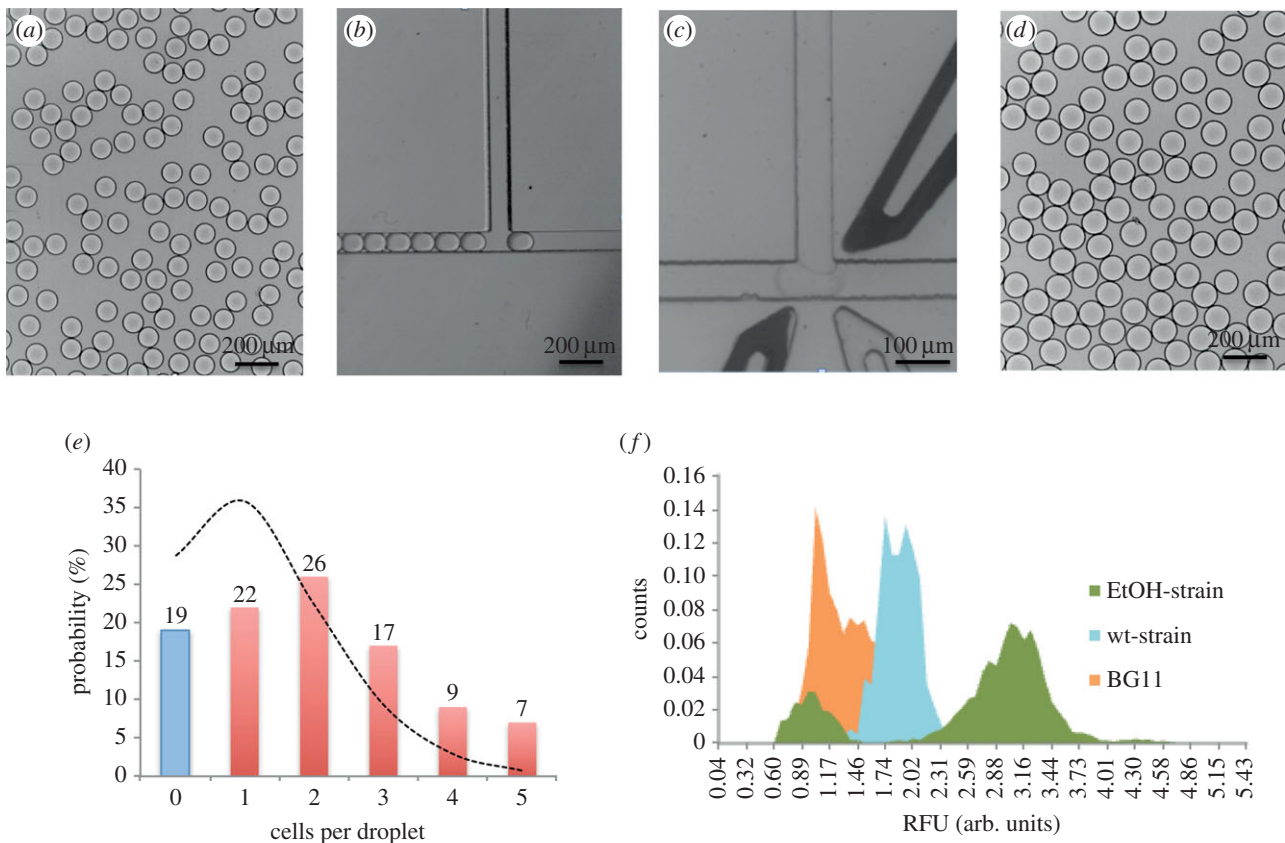 (a)
(b)
(c)
(d)
200 µm
200 µm
100 µm
200 µm
(e)
40
35
30
25
20
15
10
5
0
probability (%)
19
22
26
17
9
7
0 1 2 3 4 5
cells per droplet
(f)
0.16
0.14
0.12
0.10
0.08
0.06
0.04
0.02
0
counts
EtOH-strain
wt-strain
BG11
0.04 0.32 0.60 0.89 1.17 1.46 1.74 2.02 2.31 2.59 2.88 3.16 3.44 3.73 4.01 4.30 4.58 4.86 5.15 5.43
RFU (arb. units)